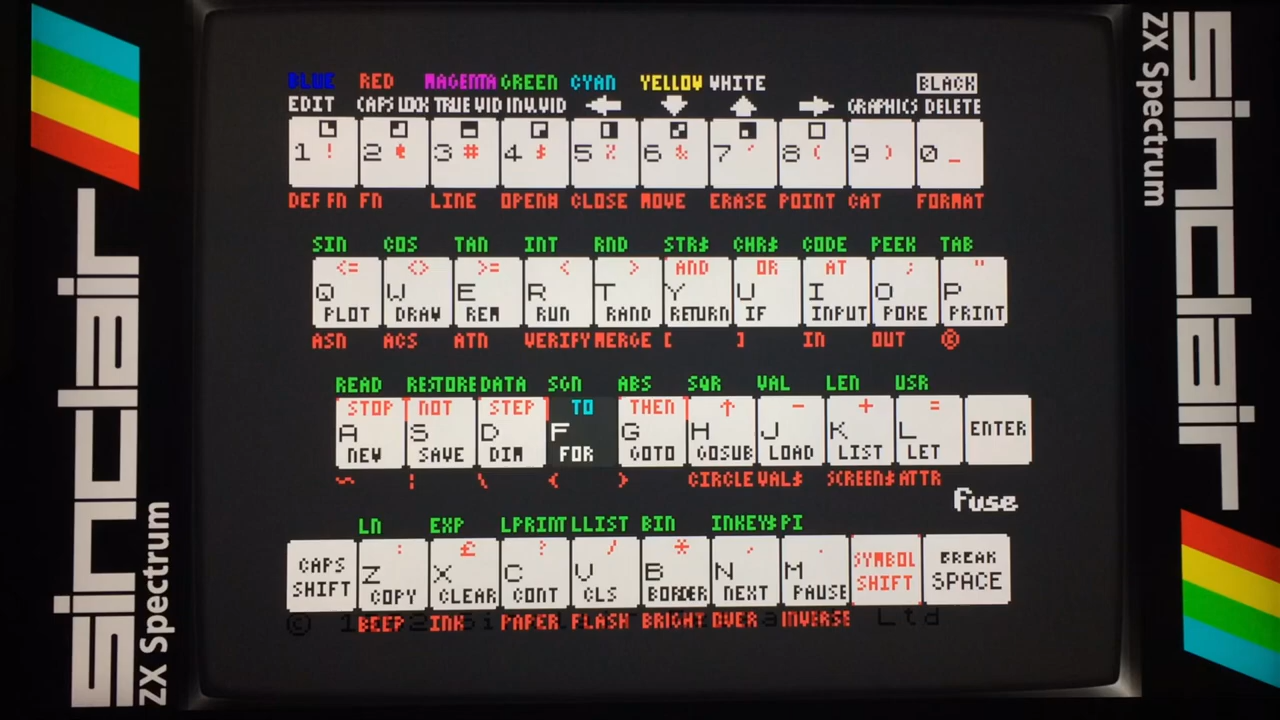 sinclair
ZX Spectrum
BLUE RED MAGENTA GREEN CYAN YELLOW WHITE BLACK
EDIT CAPS LOCK TRUE VID INV.VID GRAPHICS DELETE
1 ! 2 3 # 4 $ 5 % 6 7 ' 8 ( 9 ) 0 _
DEF FN FN LINE OPEN# CLOSE MOVE ERASE POINT CAT FORMAT
SIN COS TAN INT RND STR$ CHR$ CODE PEEK TAB
<= <> >= < > AND OR AT ; "
Q W E R T Y U I O P
PLOT DRAW REM RUN RAND RETURN IF INPUT POKE PRINT
ASN ACS ATN VERIFY MERGE [ ] IN OUT ©
READ RESTORE DATA SGN ABS SQR VAL LEN USR
STOP NOT STEP TO THEN ↑ - + =
A S D F G H J K L ENTER
NEW SAVE DIM FOR GOTO GOSUB LOAD LIST LET
~ ¦ \ { } CIRCLE VAL$ SCREEN$ ATTR
fuse
LN EXP LPRINT LLIST BIN INKEY$ PI
: £ ? / * , .
CAPS SHIFT Z X C V B N M SYMBOL SHIFT BREAK SPACE
COPY CLEAR CONT CLS BORDER NEXT PAUSE
BEEP INK PAPER FLASH BRIGHT OVER INVERSE
© Ltd
sinclair
ZX Spectrum